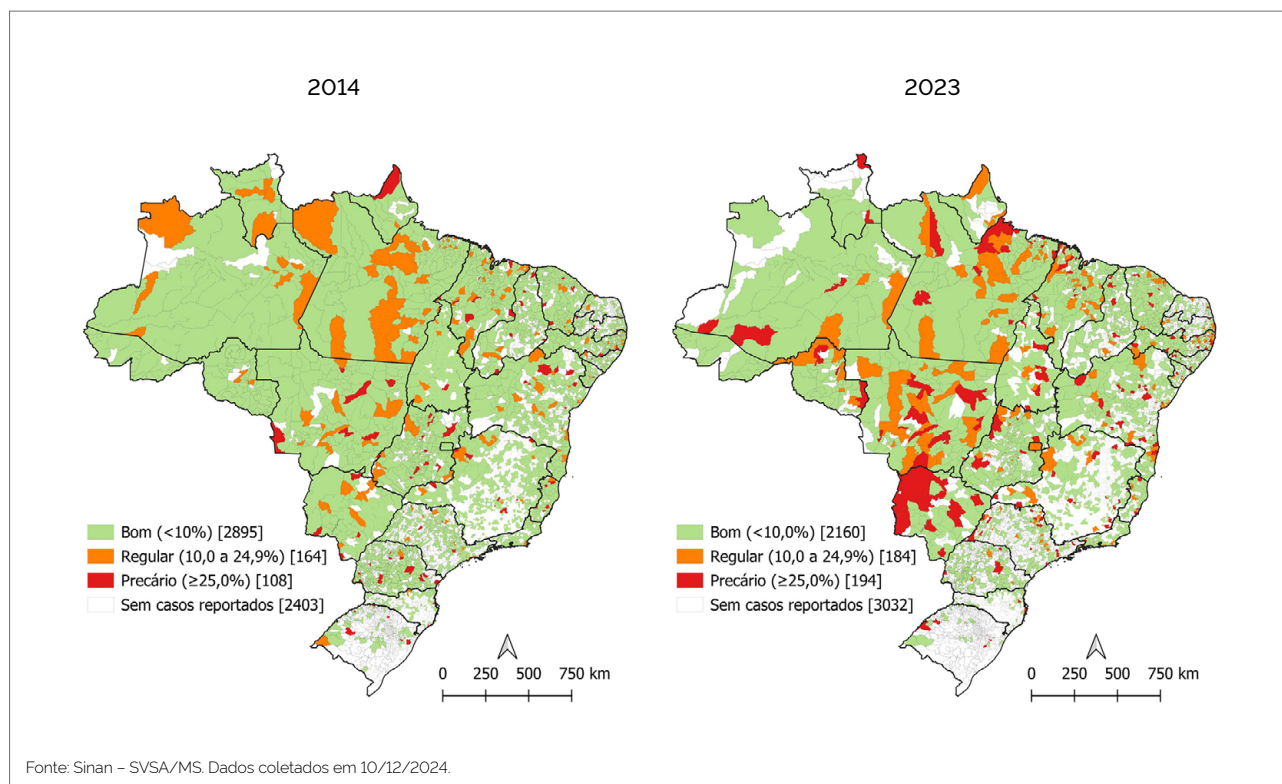 2014
2023
Bom (<10%) [2895]
Regular (10,0 a 24,9%) [164]
Precário (≥25,0%) [108]
Sem casos reportados [2403]
0 250 500 750 km
Bom (<10,0%) [2160]
Regular (10,0 a 24,9%) [184]
Precário (≥25,0%) [194]
Sem casos reportados [3032]
0 250 500 750 km
Fonte: Sinan – SVSA/MS. Dados coletados em 10/12/2024.